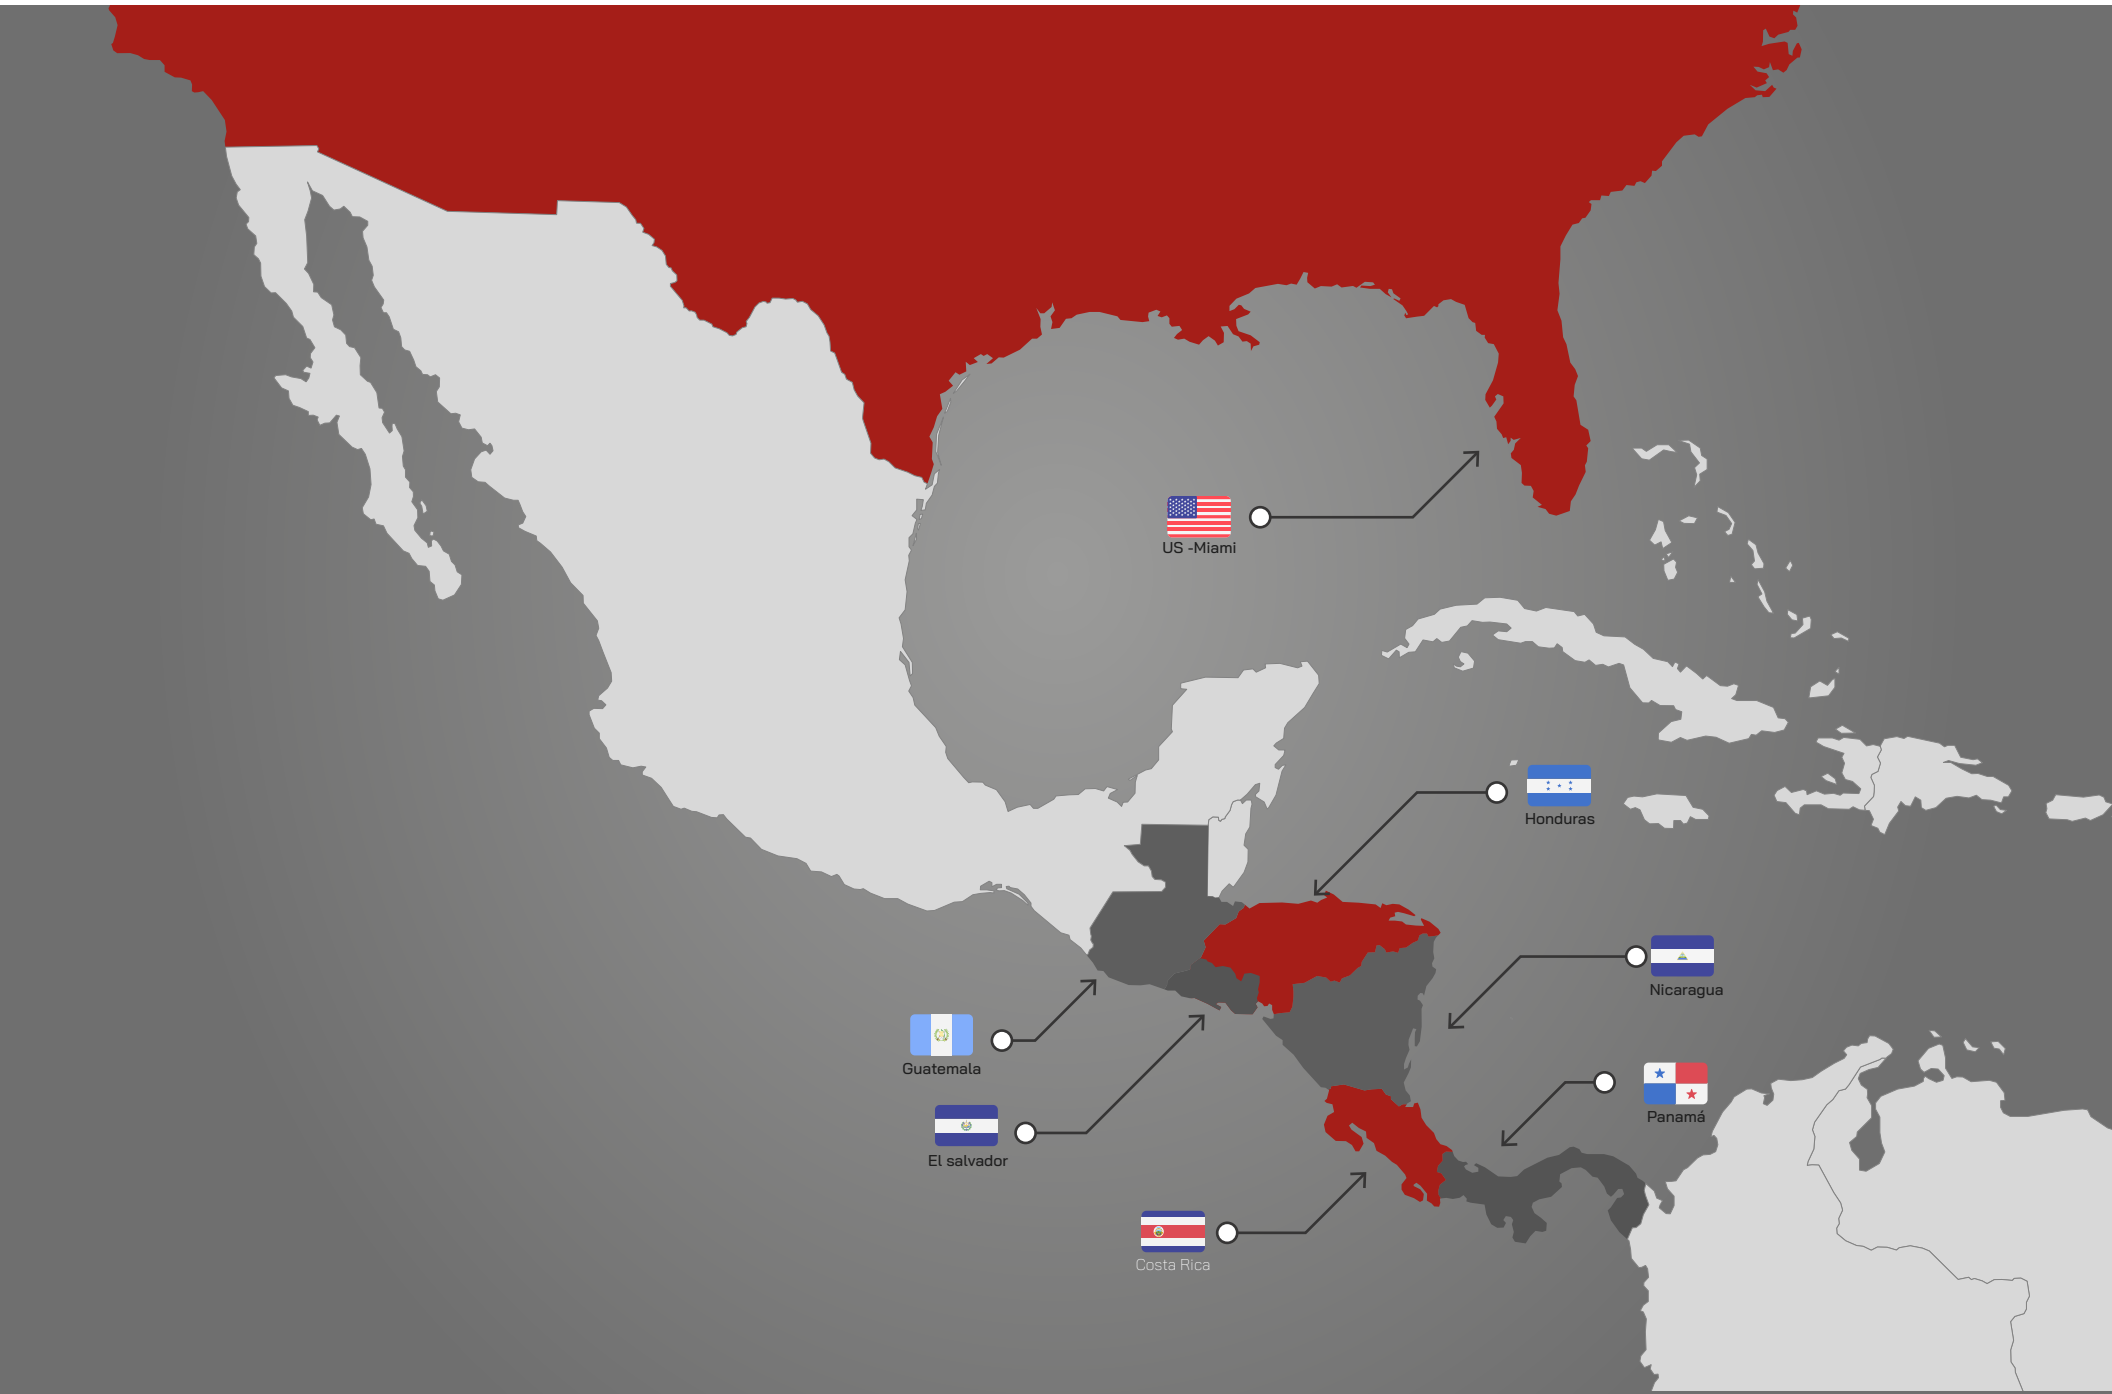 US -Miami
Honduras
Nicaragua
Guatemala
Panamá
El salvador
Costa Rica